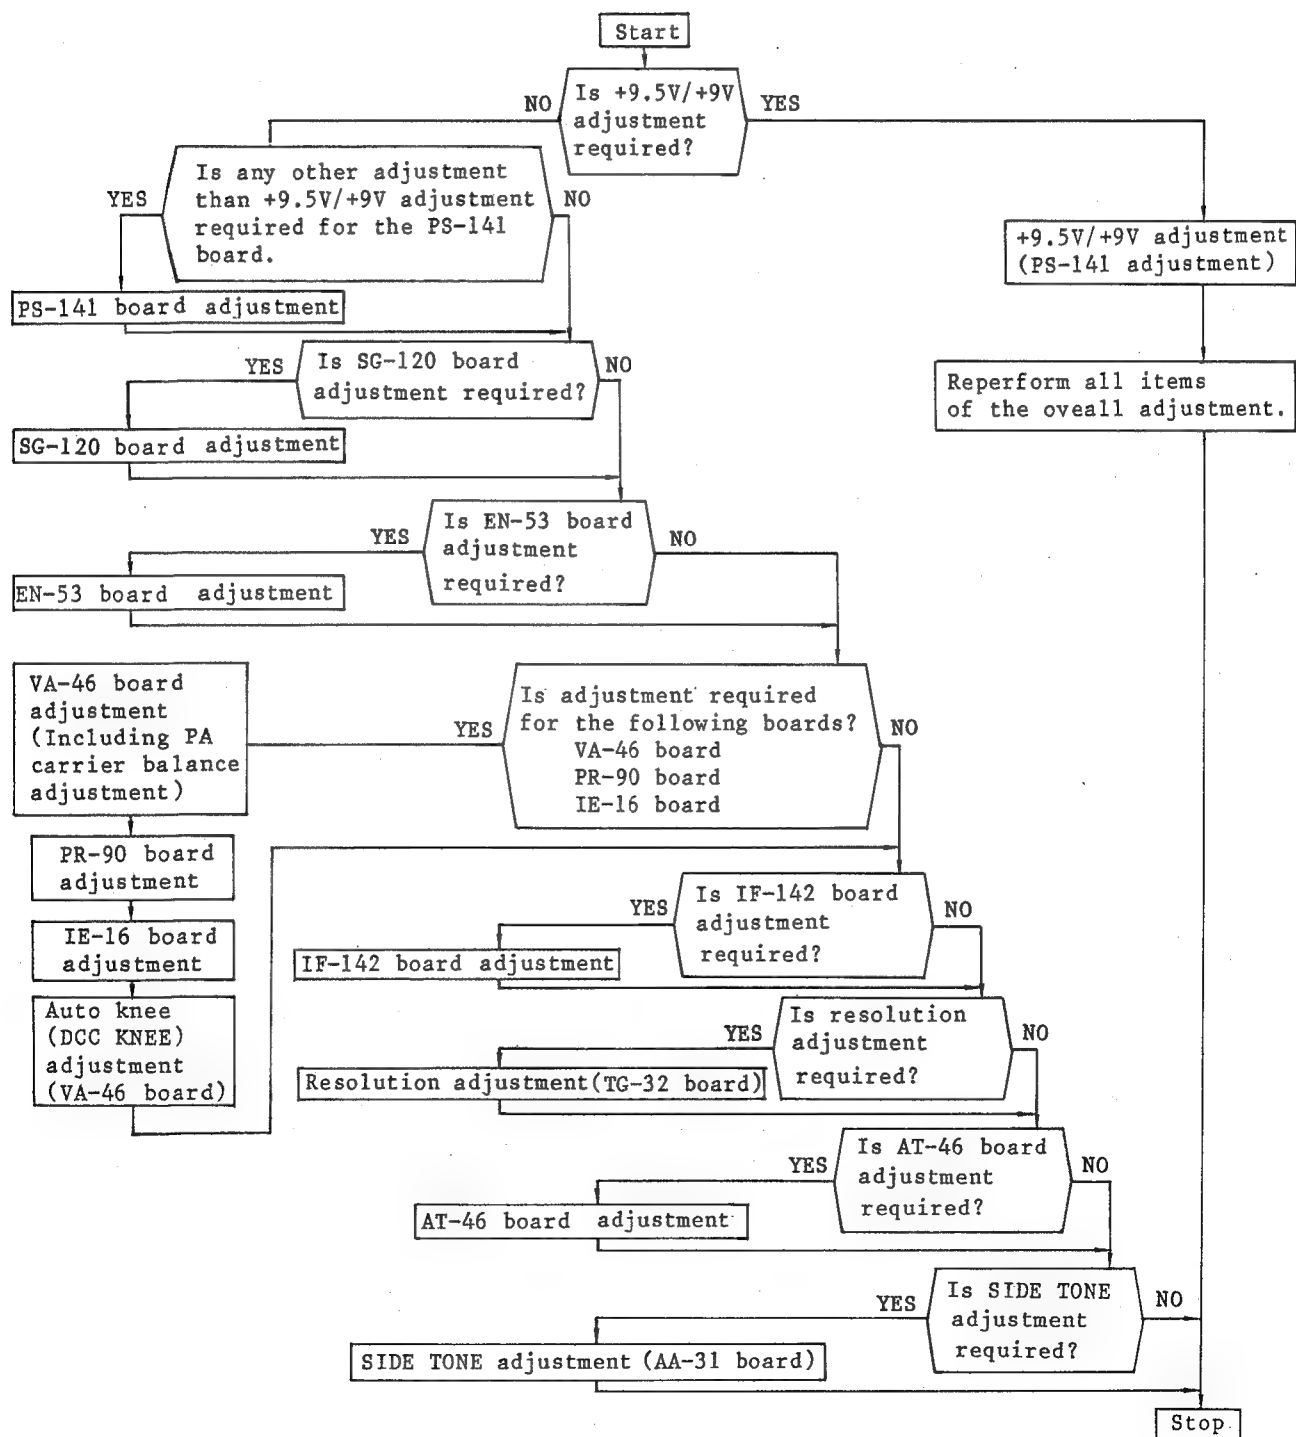 Start
Is +9.5V/+9V
adjustment
required?
NO
YES
Is any other adjustment
than +9.5V/+9V adjustment
required for the PS-141
board.
YES
NO
+9.5V/+9V adjustment
(PS-141 adjustment)
PS-141 board adjustment
Is SG-120 board
adjustment required?
YES
NO
Reperform all items
of the oveall adjustment.
SG-120 board adjustment
Is EN-53 board
adjustment
required?
YES
NO
EN-53 board adjustment
Is adjustment required
for the following boards?
VA-46 board
PR-90 board
IE-16 board
YES
NO
VA-46 board
adjustment
(Including PA
carrier balance
adjustment)
PR-90 board
adjustment
IE-16 board
adjustment
Auto knee
(DCC KNEE)
adjustment
(VA-46 board)
Is IF-142 board
adjustment
required?
YES
NO
IF-142 board adjustment
Is resolution
adjustment
required?
YES
NO
Resolution adjustment(TG-32 board)
Is AT-46 board
adjustment
required?
YES
NO
AT-46 board adjustment
Is SIDE TONE
adjustment
required?
YES
NO
SIDE TONE adjustment (AA-31 board)
Stop